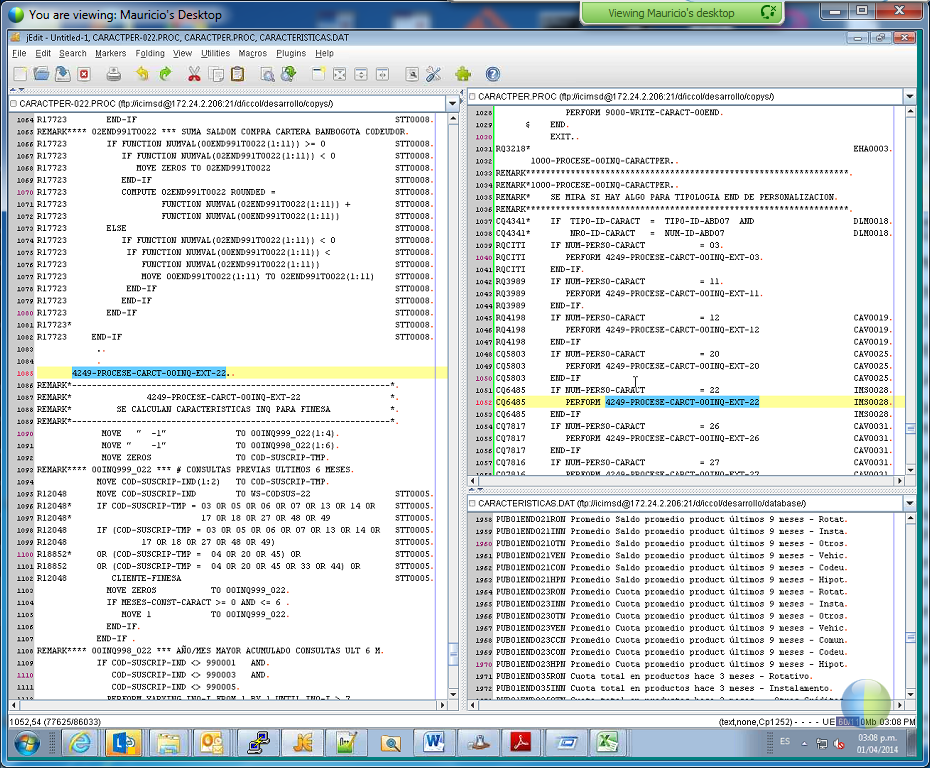 You are viewing: Mauricio's Desktop
Viewing Mauricio's desktop
jEdit - Untitled-1, CARACTPER-022.PROC, CARACTPER.PROC, CARACTERISTICAS.DAT
File Edit Search Markers Folding View Utilities Macros Plugins Help
CARACTPER-022.PROC (ftp://icimsd@172.24.2.206:21/d/iccol/desarrollo/copys/)
1064 R17723 END-IF STT0008.
1065 REMARK**** 02END991T0022 *** SUMA SALDOM COMPRA CARTERA BANBOGOTA CODEUDOR.
1066 R17723 IF FUNCTION NUMVAL(00END991T0022(1:11)) >= 0 STT0008.
1067 R17723 IF FUNCTION NUMVAL(02END991T0022(1:11)) < 0 STT0008.
1068 R17723 MOVE ZEROS TO 02END991T0022 STT0008.
1069 R17723 END-IF STT0008.
1070 R17723 COMPUTE 02END991T0022 ROUNDED = STT0008.
1071 R17723 FUNCTION NUMVAL(02END991T0022(1:11)) + STT0008.
1072 R17723 FUNCTION NUMVAL(00END991T0022(1:11)) STT0008.
1073 R17723 ELSE STT0008.
1074 R17723 IF FUNCTION NUMVAL(02END991T0022(1:11)) < 0 STT0008.
1075 R17723 IF FUNCTION NUMVAL(00END991T0022(1:11)) < STT0008.
1076 R17723 FUNCTION NUMVAL(02END991T0022(1:11)) STT0008.
1077 R17723 MOVE 00END991T0022(1:11) TO 02END991T0022(1:11) STT0008.
1078 R17723 END-IF STT0008.
1079 R17723 END-IF STT0008.
1080 R17723 END-IF STT0008.
1081 R17723* STT0008.
1082 R17723 END-IF STT0008.
1083 ..
1084 .
1085 4249-PROCESE-CARCT-00INQ-EXT-22..
1086 REMARK*----------------------------------------------------------------*.
1087 REMARK* 4249-PROCESE-CARCT-00INQ-EXT-22 *.
1088 REMARK* SE CALCULAN CARACTERISTICAS INQ PARA FINESA *.
1089 REMARK*----------------------------------------------------------------*.
1090 MOVE " -1" TO 00INQ999_022(1:4).
1091 MOVE " -1" TO 00INQ998_022(1:6).
1092 MOVE ZEROS TO COD-SUSCRIP-TMP.
1093 REMARK**** 00INQ999_022 *** # CONSULTAS PREVIAS ULTIMOS 6 MESES.
1094 MOVE COD-SUSCRIP-IND(1:2) TO COD-SUSCRIP-TMP.
1095 R12048 MOVE COD-SUSCRIP-IND TO WS-CODSUS-22 STT0005.
1096 R12048* IF COD-SUSCRIP-TMP = 03 OR 05 OR 06 OR 07 OR 13 OR 14 OR STT0005.
1097 R12048* 17 OR 18 OR 27 OR 48 OR 49 STT0005.
1098 R12048 IF (COD-SUSCRIP-TMP = 03 OR 05 OR 06 OR 07 OR 13 OR 14 OR STT0005.
1099 R12048 17 OR 18 OR 27 OR 48 OR 49) STT0005.
1100 R18852* OR (COD-SUSCRIP-TMP = 04 OR 20 OR 45) OR STT0005.
1101 R18852 OR (COD-SUSCRIP-TMP = 04 OR 20 OR 45 OR 33 OR 44) OR STT0005.
1102 R12048 CLIENTE-FINESA STT0005.
1103 MOVE ZEROS TO 00INQ999_022.
1104 IF MESES-CONST-CARACT >= 0 AND <= 6 .
1105 MOVE 1 TO 00INQ999_022.
1106 END-IF.
1107 END-IF .
1108 REMARK**** 00INQ998_022 *** AÑO/MES MAYOR ACUMULADO CONSULTAS ULT 6 M.
1109 IF COD-SUSCRIP-IND <> 990001 AND.
1110 COD-SUSCRIP-IND <> 990003 AND.
1111 COD-SUSCRIP-IND <> 990005.
CARACTPER.PROC (ftp://icimsd@172.24.2.206:21/d/iccol/desarrollo/copys/)
1028 PERFORM 9000-WRITE-CARACT-00END.
1029 & END.
1030 EXIT..
1031 RQ3218* EHA0003.
1032 1000-PROCESE-00INQ-CARACTPER..
1033 REMARK****************************************************************.
1034 REMARK*1000-PROCESE-00INQ-CARACTPER..
1035 REMARK* SE MIRA SI HAY ALGO PARA TIPOLOGIA END DE PERSONALIZACION.
1036 REMARK****************************************************************.
1037 CQ4341* IF TIPO-ID-CARACT = TIPO-ID-ABD07 AND DLM0018.
1038 CQ4341* NRO-ID-CARACT = NUM-ID-ABD07 DLM0018.
1039 RQCITI IF NUM-PERSO-CARACT = 03.
1040 RQCITI PERFORM 4249-PROCESE-CARCT-00INQ-EXT-03.
1041 RQCITI END-IF.
1042 RQ3989 IF NUM-PERSO-CARACT = 11.
1043 RQ3989 PERFORM 4249-PROCESE-CARCT-00INQ-EXT-11.
1044 RQ3989 END-IF.
1045 RQ4198 IF NUM-PERSO-CARACT = 12 CAV0019.
1046 RQ4198 PERFORM 4249-PROCESE-CARCT-00INQ-EXT-12 CAV0019.
1047 RQ4198 END-IF CAV0019.
1048 CQ5803 IF NUM-PERSO-CARACT = 20 CAV0025.
1049 CQ5803 PERFORM 4249-PROCESE-CARCT-00INQ-EXT-20 CAV0025.
1050 CQ5803 END-IF CAV0025.
1051 CQ6485 IF NUM-PERSO-CARACT = 22 IMS0028.
1052 CQ6485 PERFORM 4249-PROCESE-CARCT-00INQ-EXT-22 IMS0028.
1053 CQ6485 END-IF IMS0028.
1054 CQ7817 IF NUM-PERSO-CARACT = 26 CAV0031.
1055 CQ7817 PERFORM 4249-PROCESE-CARCT-00INQ-EXT-26 CAV0031.
1056 CQ7817 END-IF CAV0031.
1057 CQ7816 IF NUM-PERSO-CARACT = 27 CAV0031.
CARACTERISTICAS.DAT (ftp://icimsd@172.24.2.206:21/d/iccol/desarrollo/database/)
1958 PUB01END021RON Promedio Saldo promedio product últimos 9 meses - Rotat.
1959 PUB01END021INN Promedio Saldo promedio product últimos 9 meses - Insta.
1960 PUB01END021OTN Promedio Saldo promedio product últimos 9 meses - Otros.
1961 PUB01END021VEN Promedio Saldo promedio product últimos 9 meses - Vehic.
1962 PUB01END021CON Promedio Saldo promedio product últimos 9 meses - Codeu.
1963 PUB01END021HPN Promedio Saldo promedio product últimos 9 meses - Hipot.
1964 PUB01END023RON Promedio Cuota promedio product últimos 9 meses - Rotat.
1965 PUB01END023INN Promedio Cuota promedio product últimos 9 meses - Insta.
1966 PUB01END023OTN Promedio Cuota promedio product últimos 9 meses - Otros.
1967 PUB01END023VEN Promedio Cuota promedio product últimos 9 meses - Vehic.
1968 PUB01END023CCN Promedio Cuota promedio product últimos 9 meses - Comun.
1969 PUB01END023CON Promedio Cuota promedio product últimos 9 meses - Codeu.
1970 PUB01END023HPN Promedio Cuota promedio product últimos 9 meses - Hipot.
1971 PUB01END035RON Cuota total en productos hace 3 meses - Rotativo.
1972 PUB01END035INN Cuota total en productos hace 3 meses - Instalamento.
1052,54 (77625/86033)
(text,none,Cp1252) - - - - UE 03:08 PM
ES
03:08 p.m.
01/04/2014